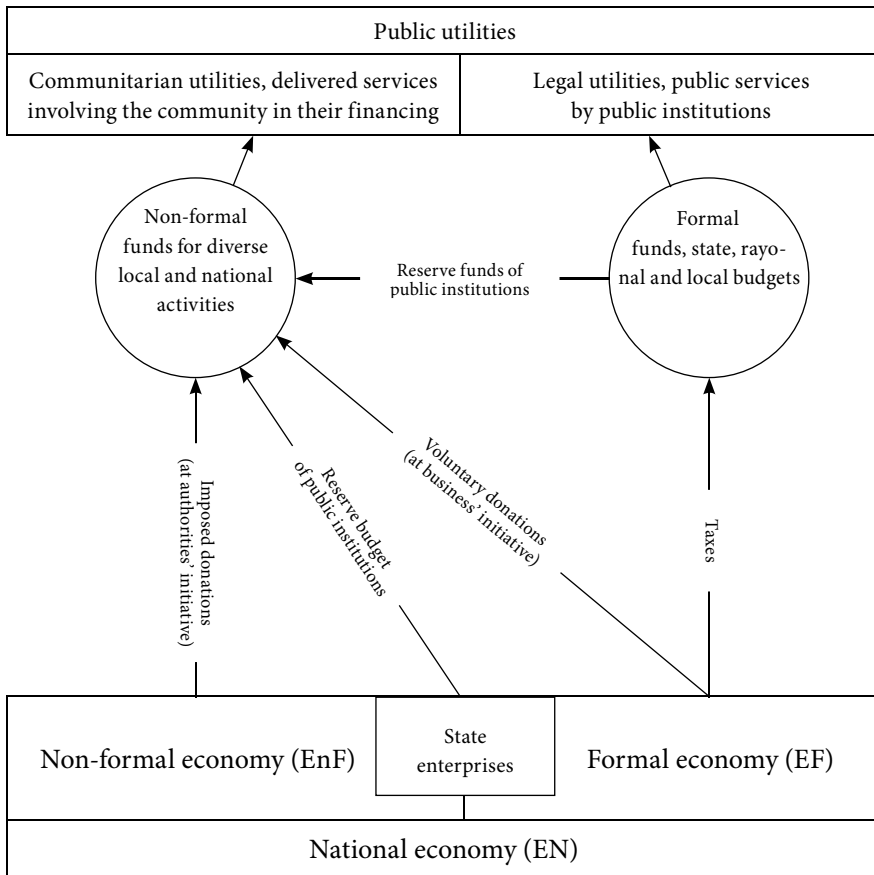 Public utilities
Communitarian utilities, delivered services
involving the community in their financing
Legal utilities, public services
by public institutions
Non-formal
funds for diverse
local and national
activities
Reserve funds of
public institutions
Formal
funds, state, rayo-
nal and local budgets
Imposed donations
(at authorities’ initiative)
Reserve budget
of public institutions
Voluntary donations
(at business’ initiative)
Taxes
Non-formal economy (EnF)
State
enterprises
Formal economy (EF)
National economy (EN)